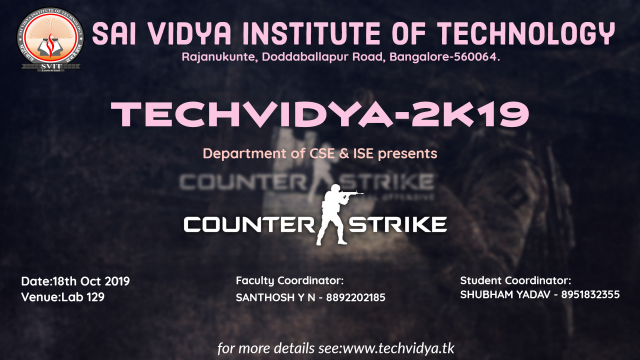 SAI VIDYA INSTITUTE OF TECHNOLOGY
Rajanukunte, Doddaballapur Road, Bangalore-560064.
SVIT
TECHVIDYA-2K19
Department of CSE & ISE presents
COUNTER STRIKE
COUNTER STRIKE
Date:18th Oct 2019
Venue:Lab 129
Faculty Coordinator:
SANTHOSH Y N - 8892202185
Student Coordinator:
SHUBHAM YADAV - 8951832355
for more details see:www.techvidya.tk